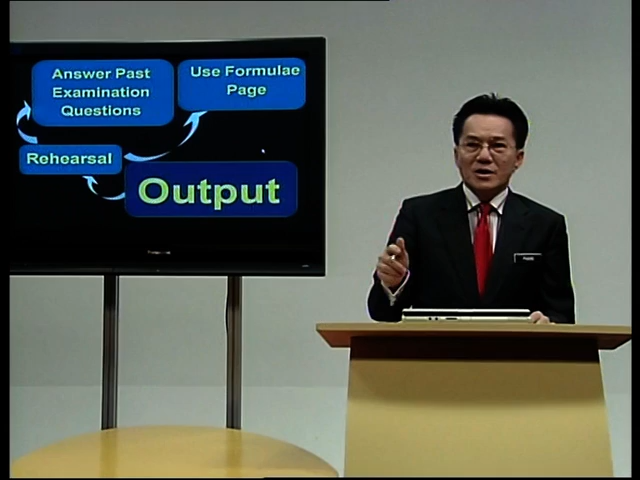 Answer Past
Examination
Questions
Use Formulae
Page
Rehearsal
Output